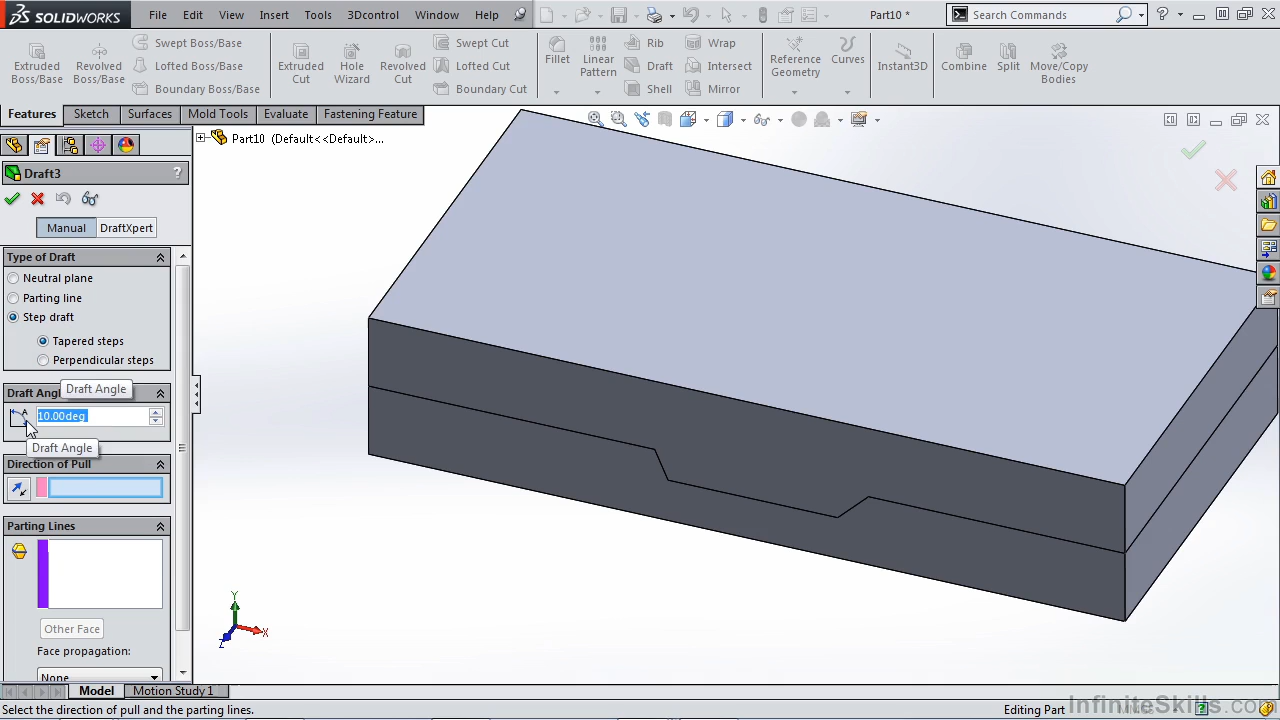 SOLIDWORKS File Edit View Insert Tools 3Dcontrol Window Help Part10 * Search Commands
Extruded Boss/Base
Revolved Boss/Base
Swept Boss/Base
Lofted Boss/Base
Boundary Boss/Base
Extruded Cut
Hole Wizard
Revolved Cut
Swept Cut
Lofted Cut
Boundary Cut
Fillet
Linear Pattern
Rib
Draft
Shell
Wrap
Intersect
Mirror
Reference Geometry
Curves
Instant3D
Combine
Split
Move/Copy Bodies
Features Sketch Surfaces Mold Tools Evaluate Fastening Feature
Part10 (Default<<Default>...
Draft3 ?
Manual DraftXpert
Type of Draft
Neutral plane
Parting line
Step draft
Tapered steps
Perpendicular steps
Draft Angle
Draft Angl
10.00deg
Draft Angle
Direction of Pull
Parting Lines
Other Face
Face propagation:
None
Y
X
Z
Model Motion Study 1
Select the direction of pull and the parting lines. Editing Part
InfiniteSkills.com